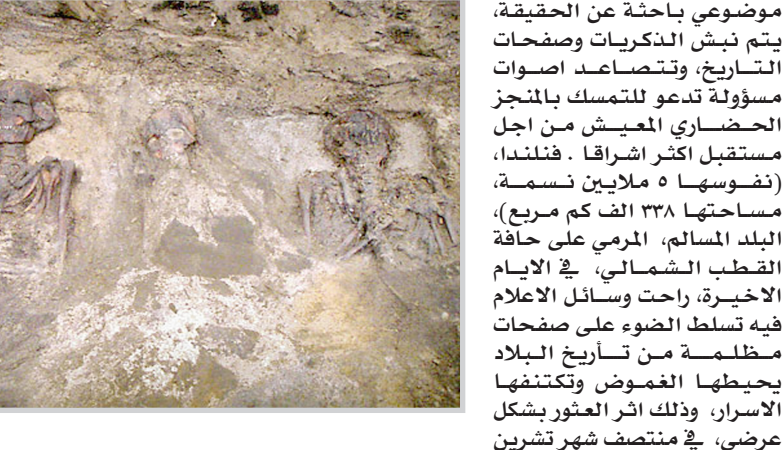 موضوعي باحثة عن الحقيقة،
يتم نبش الذكريات وصفحات
التاريخ، وتتصاعد اصوات
مسؤولة تدعو للتمسك بالمنجز
الحضاري المعيش من اجل
مستقبل اكثر اشراقا . فنلندا،
(نفوسها ٥ ملايين نسمة،
مساحتها ٣٣٨ الف كم مربع)،
البلد المسالم، المرمي على حافة
القطب الشمالي، في الايام
الاخيرة، راحت وسائل الاعلام
فيه تسلط الضوء على صفحات
مظلمة من تأريخ البلاد
يحيطها الغموض وتكتنفها
الاسرار، وذلك اثر العثور بشكل
عرضي، في منتصف شهر تشرين